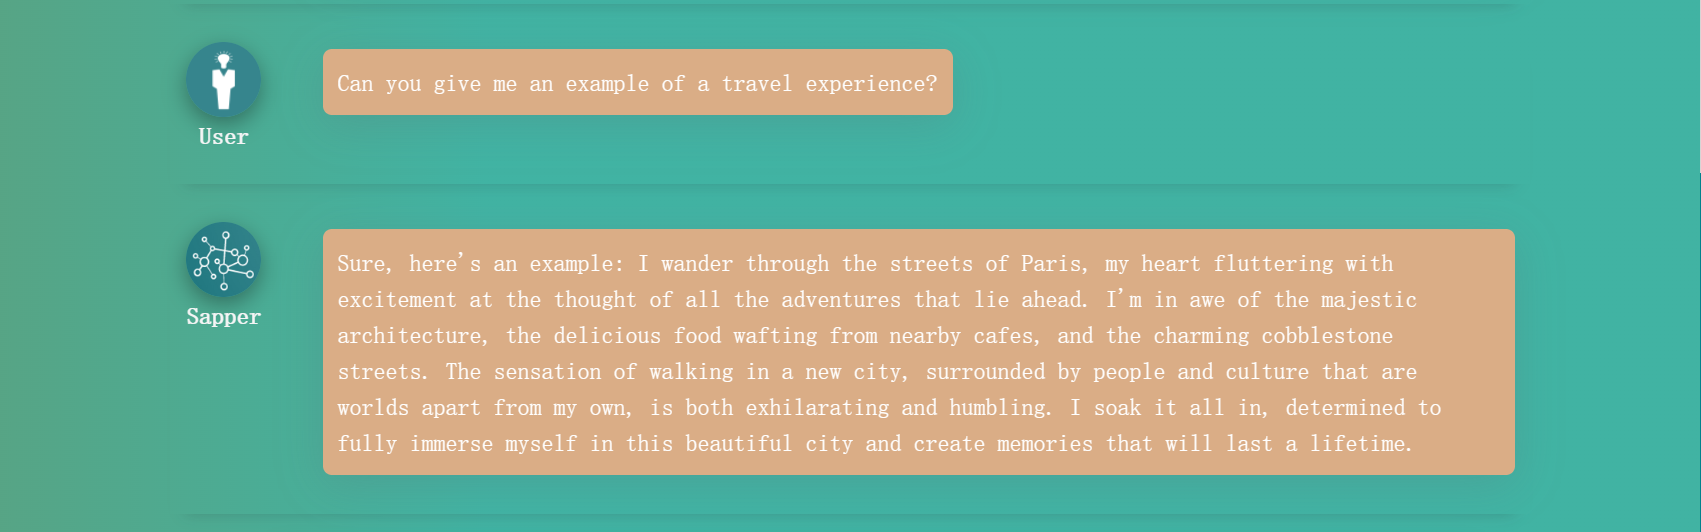 Can you give me an example of a travel experience?
User
Sure, here's an example: I wander through the streets of Paris, my heart fluttering with
excitement at the thought of all the adventures that lie ahead. I'm in awe of the majestic
architecture, the delicious food wafting from nearby cafes, and the charming cobblestone
streets. The sensation of walking in a new city, surrounded by people and culture that are
worlds apart from my own, is both exhilarating and humbling. I soak it all in, determined to
fully immerse myself in this beautiful city and create memories that will last a lifetime.
Sapper